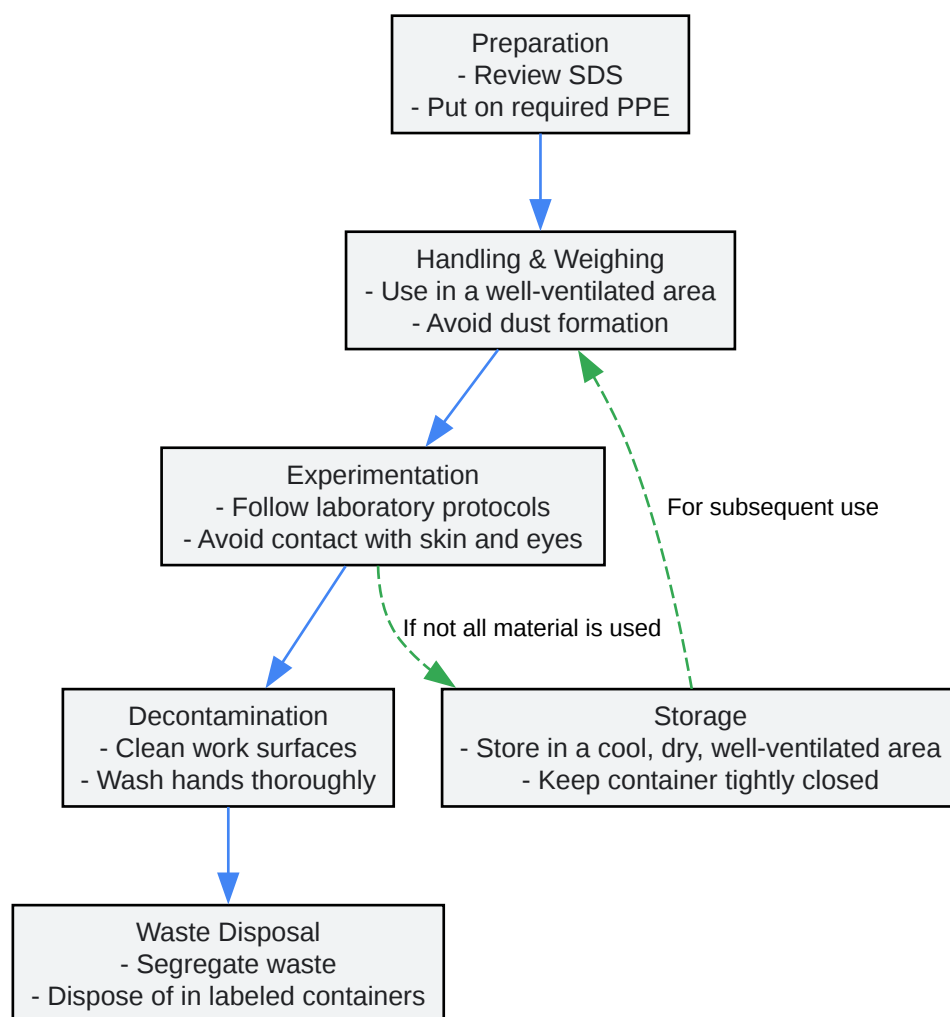 Preparation
- Review SDS
- Put on required PPE
Handling & Weighing
- Use in a well-ventilated area
- Avoid dust formation
Experimentation
- Follow laboratory protocols
- Avoid contact with skin and eyes
For subsequent use
If not all material is used
Decontamination
- Clean work surfaces
- Wash hands thoroughly
Storage
- Store in a cool, dry, well-ventilated area
- Keep container tightly closed
Waste Disposal
- Segregate waste
- Dispose of in labeled containers